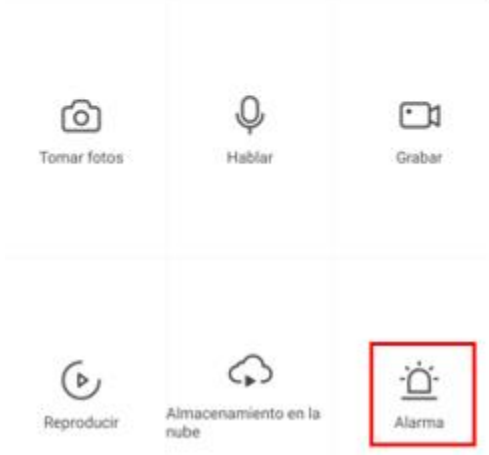 Tomar fotos
Hablar
Grabar
Reproducir
Almacenamiento en la
nube
Alarma